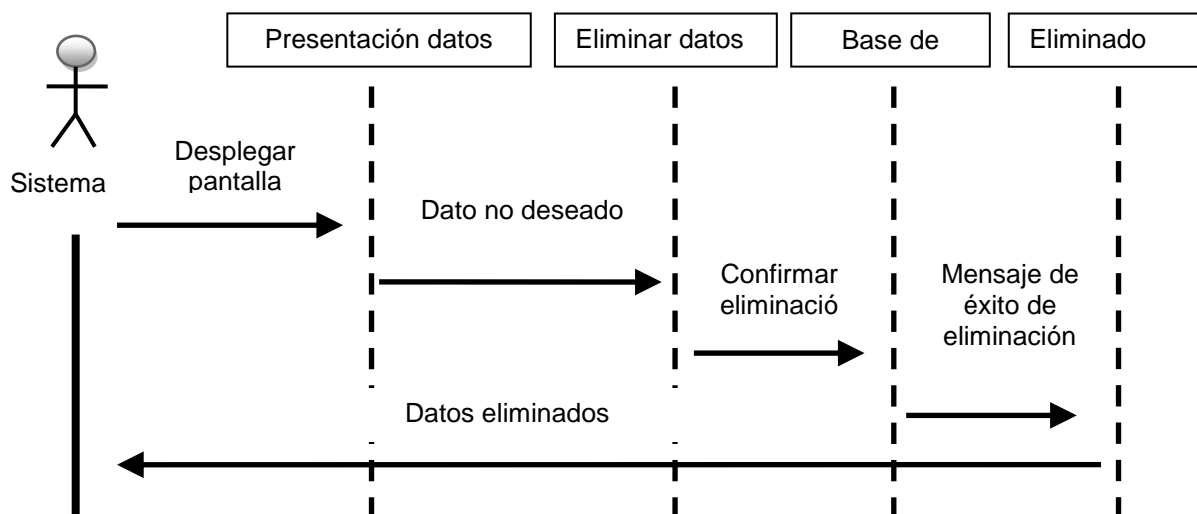 Presentación datos
Eliminar datos
Base de
Eliminado
Sistema
Desplegar
pantalla
Dato no deseado
Confirmar
eliminació
Mensaje de
éxito de
eliminación
Datos eliminados